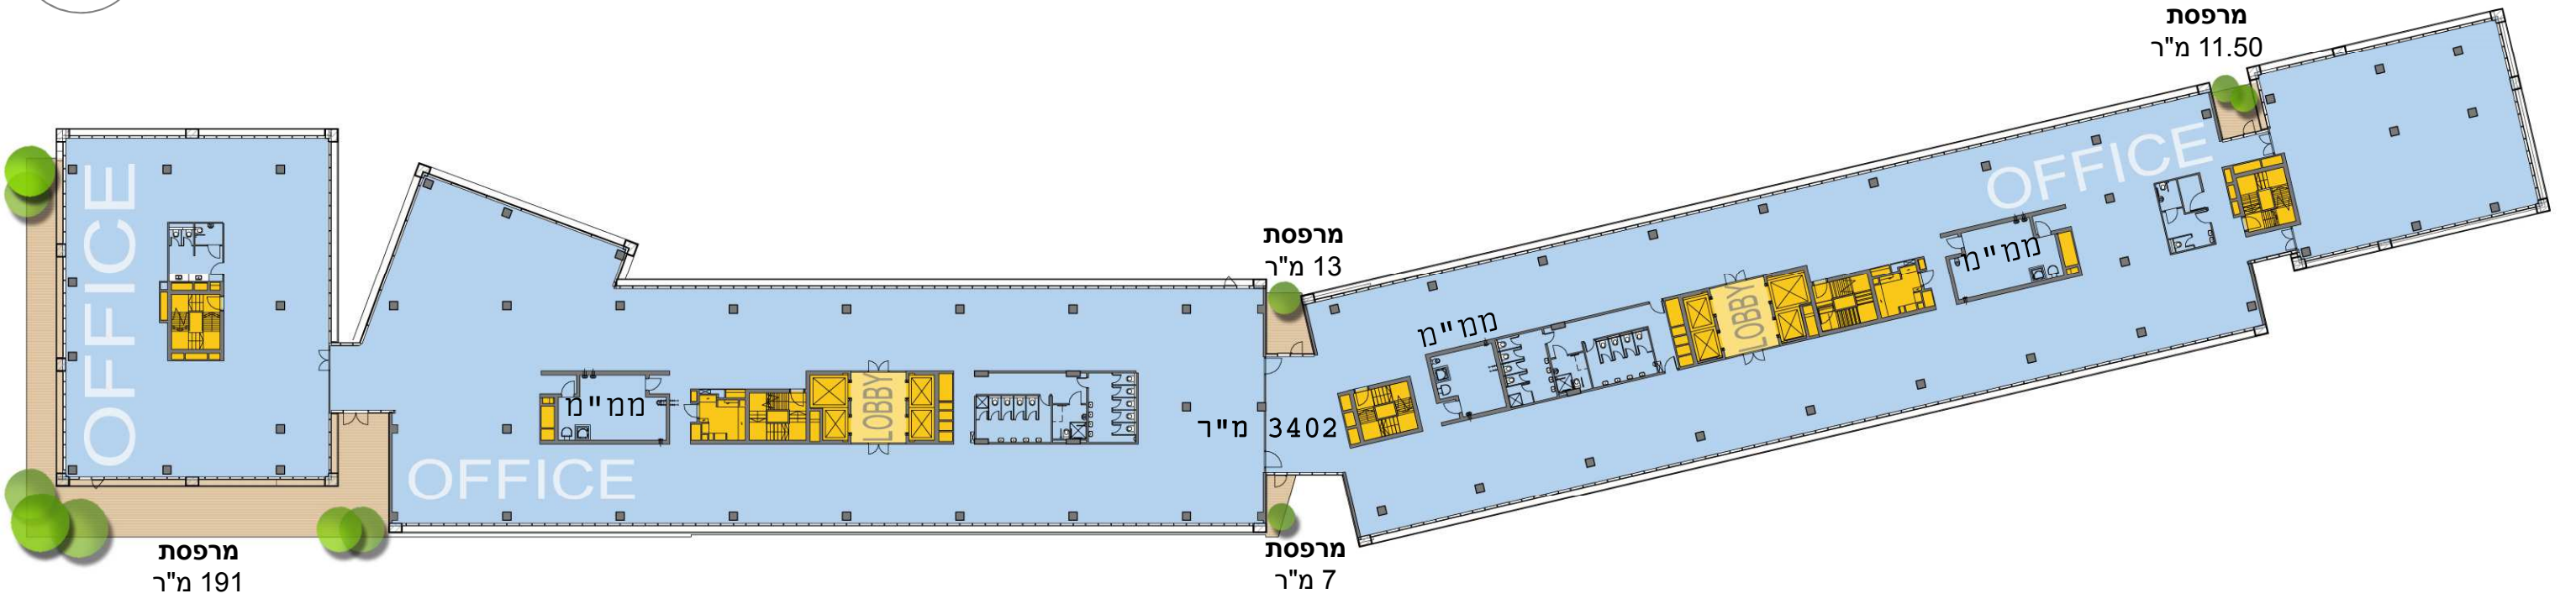 מרפסת
11.50 מ"ר
OFFICE
OFFICE
מרפסת
13 מ"ר
ממ"מ
LOBBY
ממ"מ
ממ"מ
LOBBY
3402 מ"ר
OFFICE
מרפסת
191 מ"ר
מרפסת
7 מ"ר